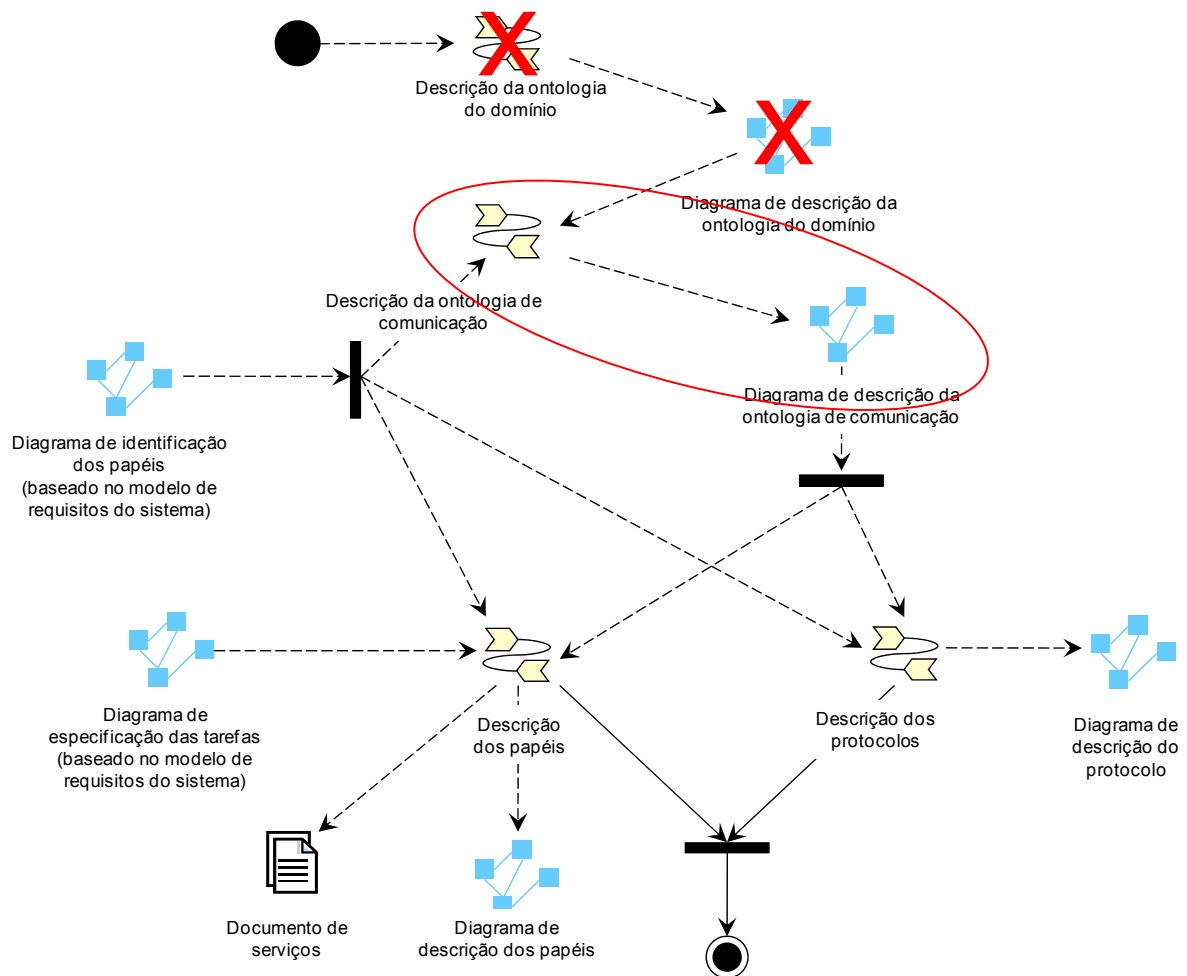 Descrição da ontologia
do domínio
Diagrama de descrição da
ontologia do domínio
Descrição da ontologia de
comunicação
Diagrama de descrição da
ontologia de comunicação
Diagrama de identificação
dos papéis
(baseado no modelo de
requisitos do sistema)
Diagrama de
especificação das tarefas
(baseado no modelo de
requisitos do sistema)
Descrição
dos papéis
Descrição dos
protocolos
Diagrama de
descrição do
protocolo
Documento de
serviços
Diagrama de
descrição dos papéis